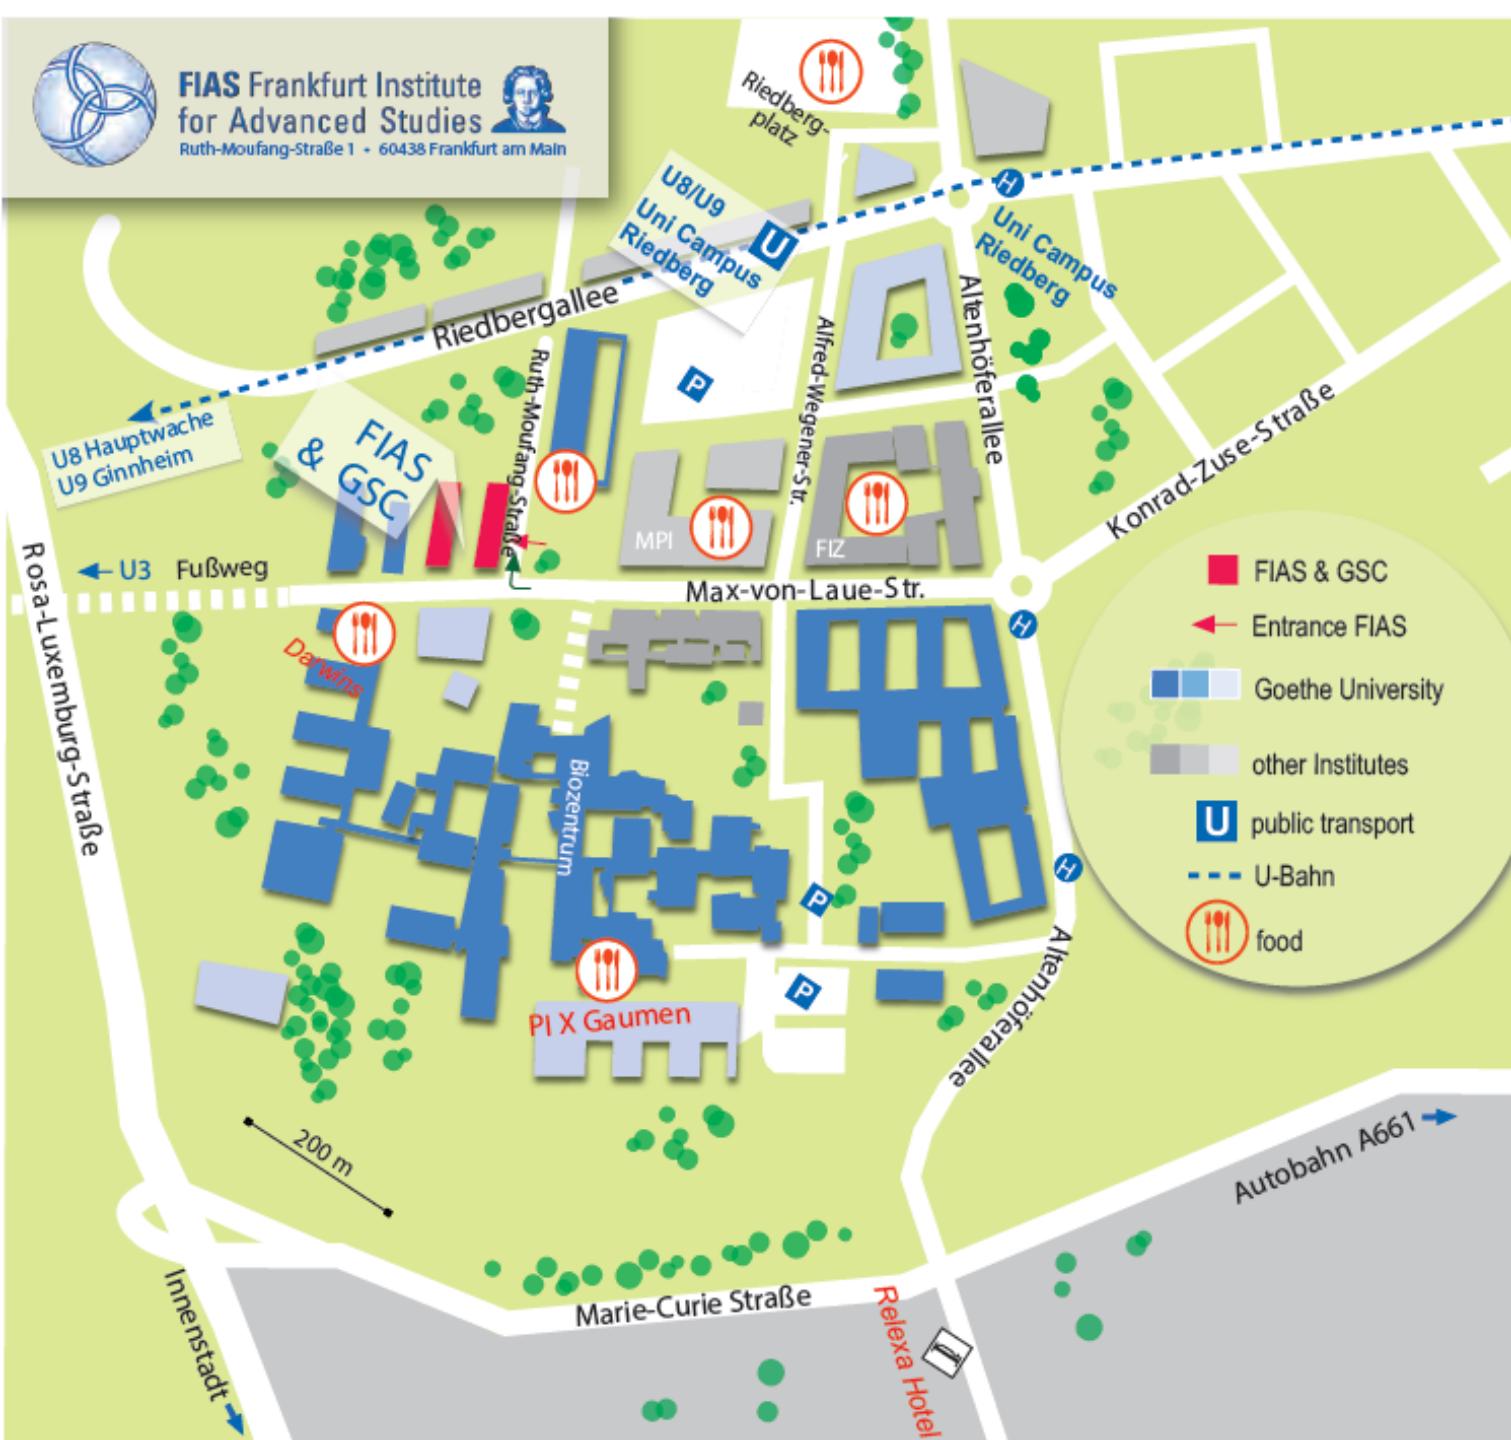 FIAS Frankfurt Institute
for Advanced Studies
Ruth-Moufang-Straße 1 • 60438 Frankfurt am Main
Riedberg-
platz
U8/U9
Uni Campus
Riedberg
U
H
Uni Campus
Riedberg
Riedbergallee
Altenhöferallee
Alfred-Wegener-Str.
Ruth-Moufang-Straße
P
U8 Hauptwache
U9 Ginnheim
FIAS
& GSC
Konrad-Zuse-Straße
MPI
FIZ
U3 Fußweg
Max-von-Laue-Str.
H
Rosa-Luxemburg-Straße
Darwins
Biozentrum
H
P
P
PI X Gaumen
Altenhöferallee
FIAS & GSC
Entrance FIAS
Goethe University
other Institutes
U public transport
U-Bahn
food
200 m
Autobahn A661
Marie-Curie Straße
Innenstadt
Relexa Hotel